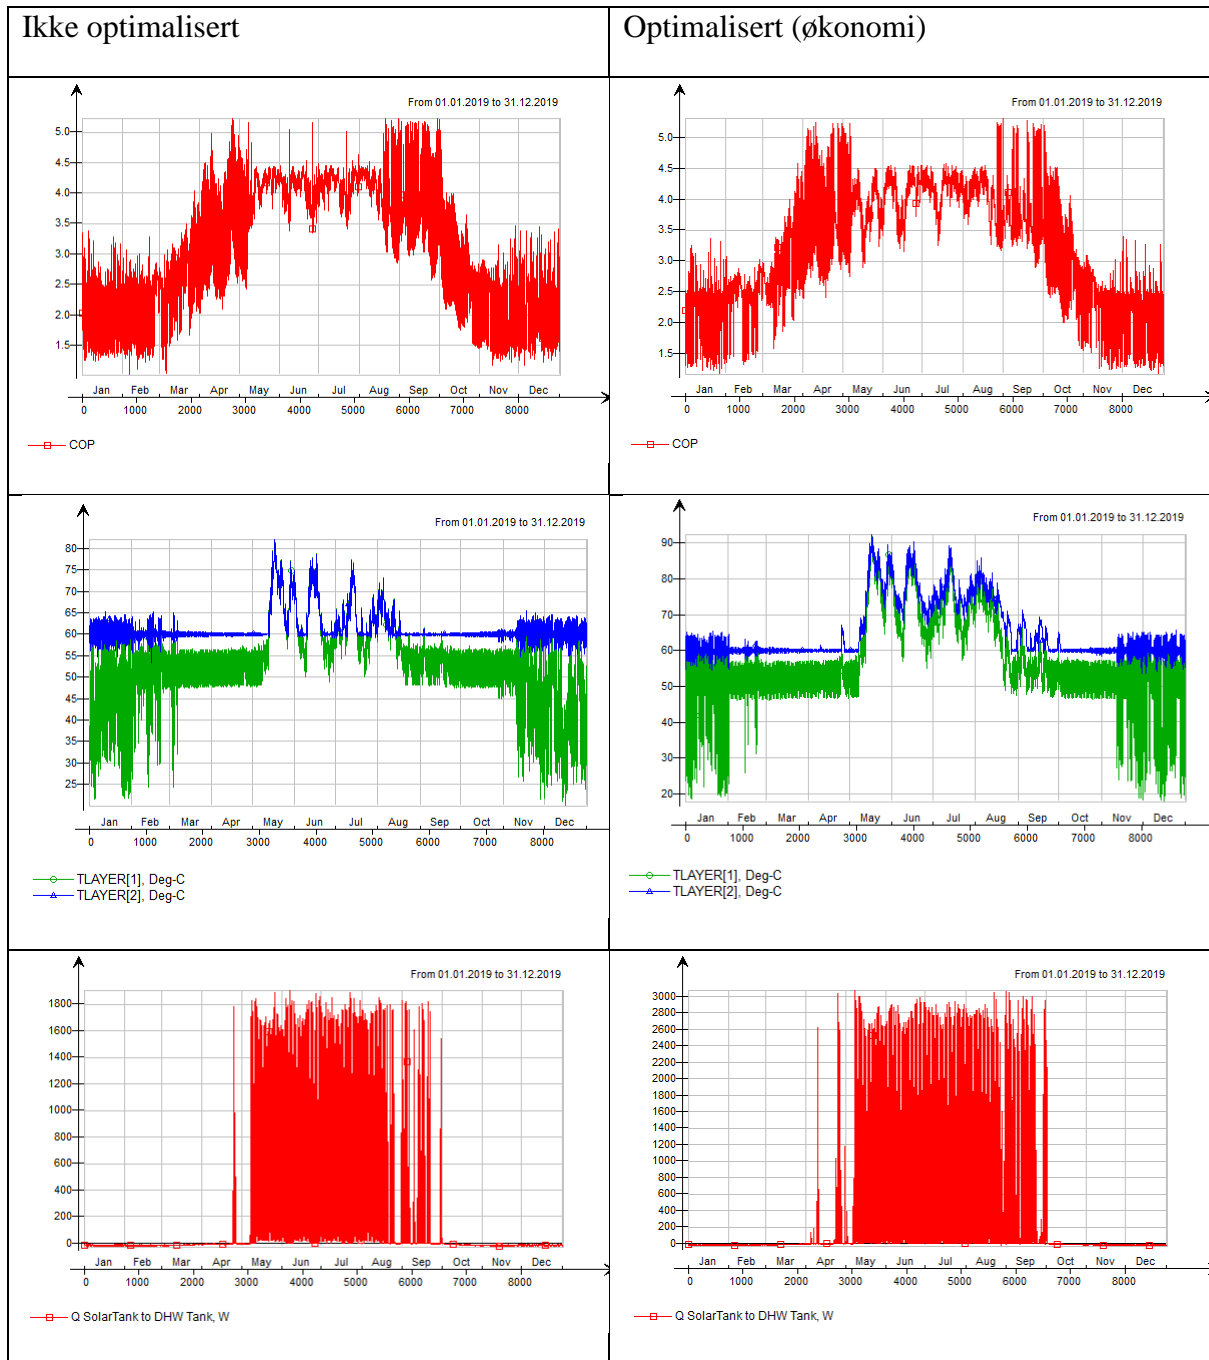 Ikke optimalisert
Optimalisert (økonomi)
From 01.01.2019 to 31.12.2019
5.0
4.5
4.0
3.5
3.0
2.5
2.0
1.5
Jan Feb Mar Apr May Jun Jul Aug Sep Oct Nov Dec
0 1000 2000 3000 4000 5000 6000 7000 8000
COP
From 01.01.2019 to 31.12.2019
5.0
4.5
4.0
3.5
3.0
2.5
2.0
1.5
Jan Feb Mar Apr May Jun Jul Aug Sep Oct Nov Dec
0 1000 2000 3000 4000 5000 6000 7000 8000
COP
From 01.01.2019 to 31.12.2019
80
75
70
65
60
55
50
45
40
35
30
25
Jan Feb Mar Apr May Jun Jul Aug Sep Oct Nov Dec
0 1000 2000 3000 4000 5000 6000 7000 8000
TLAYER[1], Deg-C
TLAYER[2], Deg-C
From 01.01.2019 to 31.12.2019
90
80
70
60
50
40
30
20
Jan Feb Mar Apr May Jun Jul Aug Sep Oct Nov Dec
0 1000 2000 3000 4000 5000 6000 7000 8000
TLAYER[1], Deg-C
TLAYER[2], Deg-C
From 01.01.2019 to 31.12.2019
1800
1600
1400
1200
1000
800
600
400
200
0
Jan Feb Mar Apr May Jun Jul Aug Sep Oct Nov Dec
0 1000 2000 3000 4000 5000 6000 7000 8000
Q SolarTank to DHW Tank, W
From 01.01.2019 to 31.12.2019
3000
2800
2600
2400
2200
2000
1800
1600
1400
1200
1000
800
600
400
200
0
Jan Feb Mar Apr May Jun Jul Aug Sep Oct Nov Dec
0 1000 2000 3000 4000 5000 6000 7000 8000
Q SolarTank to DHW Tank, W